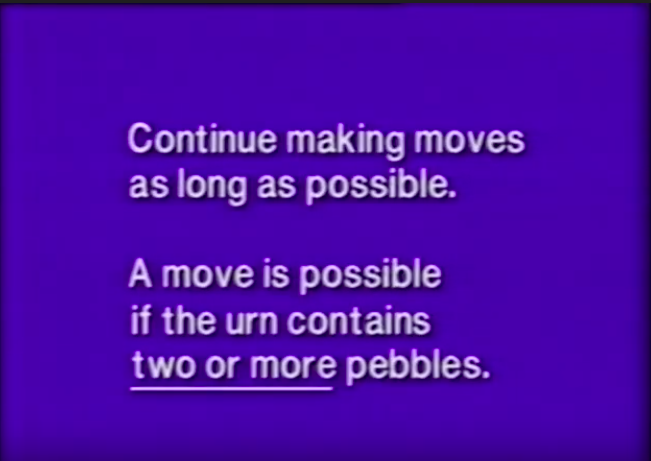 Continue making moves
as long as possible.
A move is possible
if the urn contains
two or more pebbles.